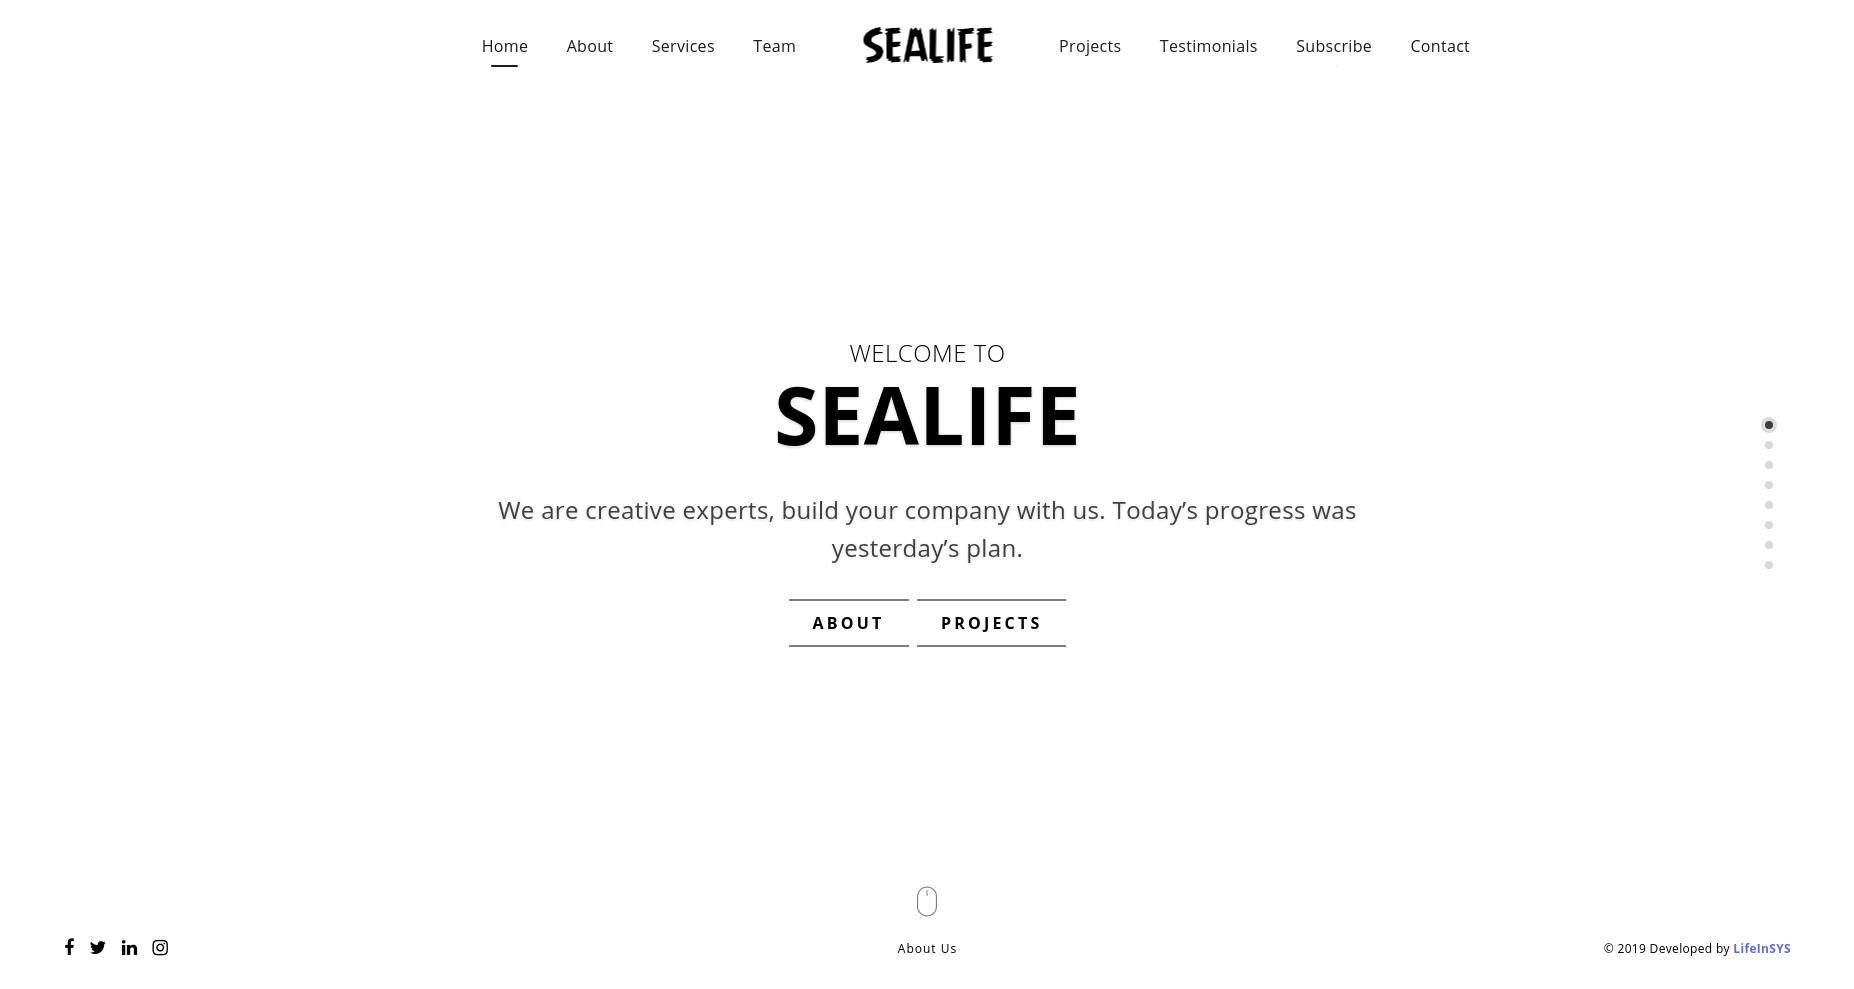 Home About Services Team SEALIFE Projects Testimonials Subscribe Contact
WELCOME TO
SEALIFE
We are creative experts, build your company with us. Today’s progress was
yesterday’s plan.
ABOUT PROJECTS
About Us
© 2019 Developed by LifeInSYS